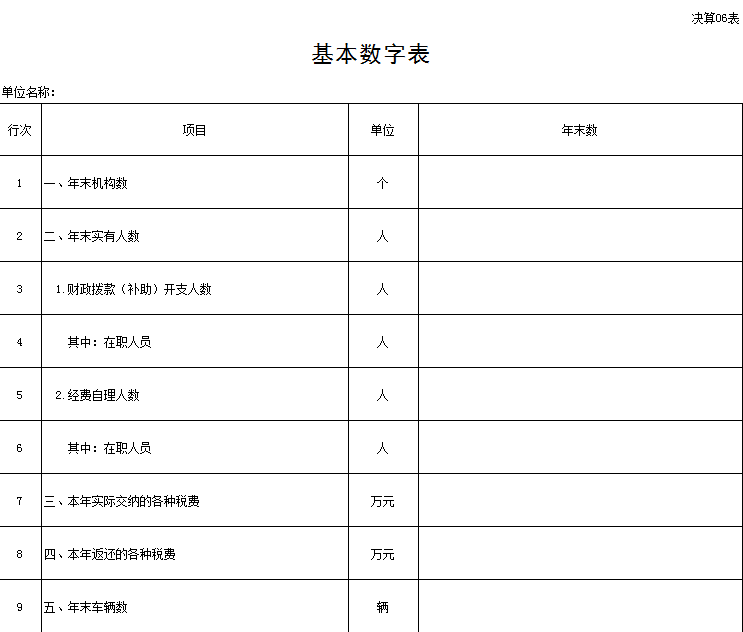 决算06表
基本数字表
单位名称：
行次 项目 单位 年末数
1 一、年末机构数 个
2 二、年末实有人数 人
3 1.财政拨款（补助）开支人数 人
4 其中：在职人员 人
5 2.经费自理人数 人
6 其中：在职人员 人
7 三、本年实际交纳的各种税费 万元
8 四、本年返还的各种税费 万元
9 五、年末车辆数 辆